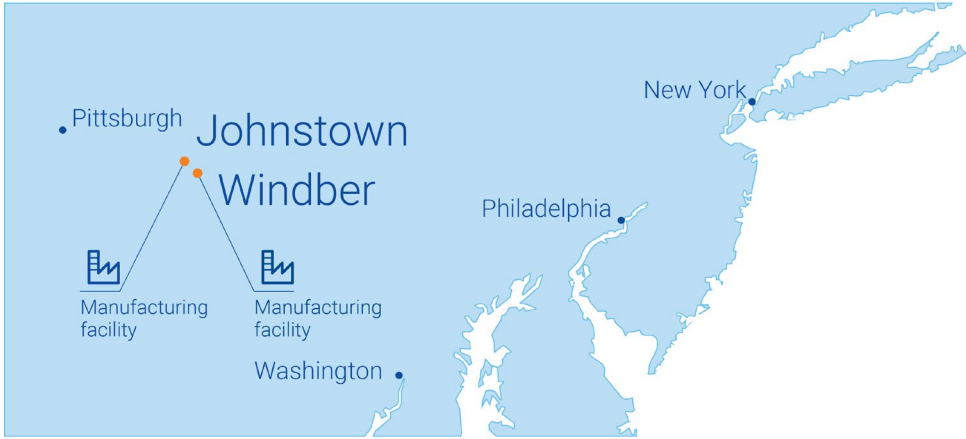 New York
Pittsburgh
Johnstown
Windber
Philadelphia
Manufacturing
facility
Manufacturing
facility
Washington